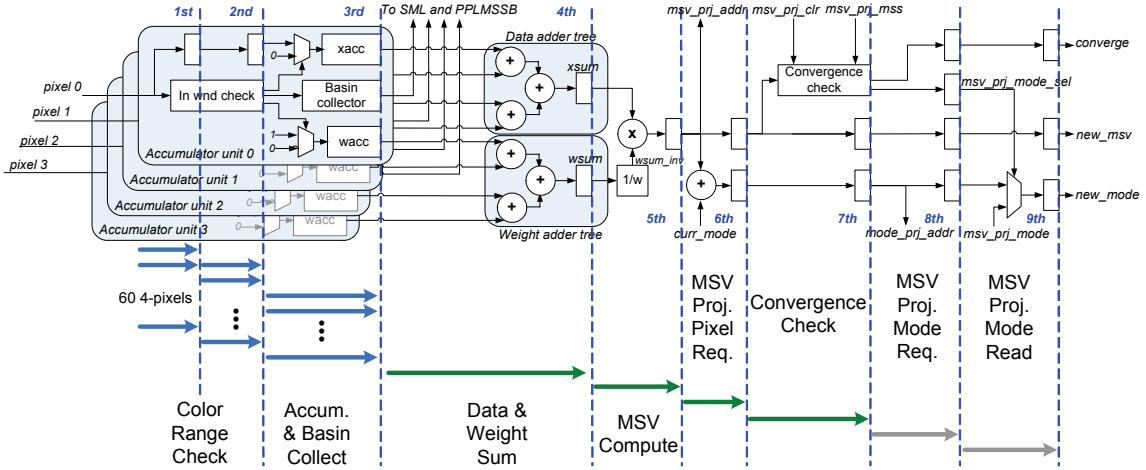 1st
2nd
3rd
To SML and PPLMSSB
4th
msv_prj_addr
msv_prj_clr
msv_prj_mss
Data adder tree
xacc
0
+
xsum
converge
pixel 0
In wnd check
Basin
collector
+
Convergence
check
msv_prj_mode_sel
pixel 1
+
1
0
wacc
x
new_msv
pixel 2
Accumulator unit 0
wsum_inv
pixel 3
wacc
+
wsum
Accumulator unit 1
+
1/w
+
new_mode
0
wacc
+
Accumulator unit 2
0
wacc
5th
6th
7th
8th
9th
Accumulator unit 3
Weight adder tree
curr_mode
mode_prj_addr
msv_prj_mode
60 4-pixels
MSV
Proj.
Pixel
Req.
Convergence
Check
MSV
Proj.
Mode
Req.
MSV
Proj.
Mode
Read
Color
Range
Check
Accum.
& Basin
Collect
Data &
Weight
Sum
MSV
Compute